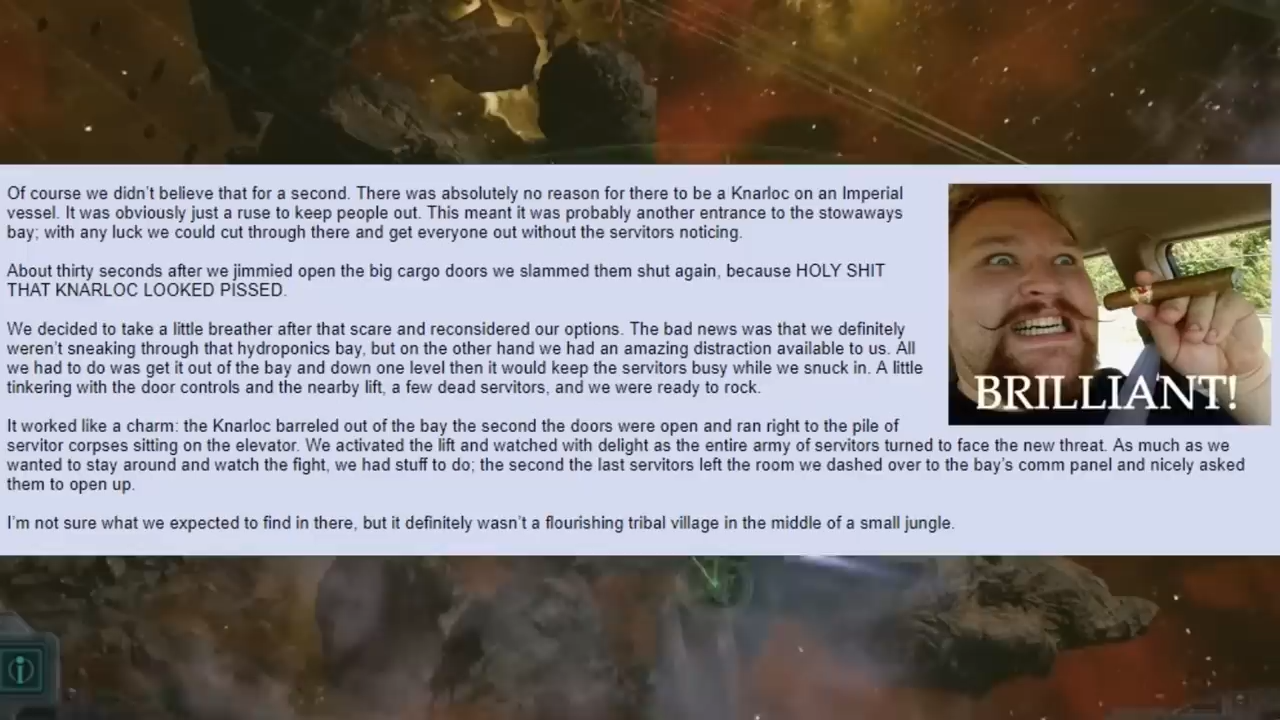 Of course we didn't believe that for a second. There was absolutely no reason for there to be a Knarloc on an Imperial
vessel. It was obviously just a ruse to keep people out. This meant it was probably another entrance to the stowaways
bay; with any luck we could cut through there and get everyone out without the servitors noticing.
About thirty seconds after we jimmied open the big cargo doors we slammed them shut again, because HOLY SHIT
THAT KNARLOC LOOKED PISSED.
We decided to take a little breather after that scare and reconsidered our options. The bad news was that we definitely
weren't sneaking through that hydroponics bay, but on the other hand we had an amazing distraction available to us. All
we had to do was get it out of the bay and down one level then it would keep the servitors busy while we snuck in. A little
tinkering with the door controls and the nearby lift, a few dead servitors, and we were ready to rock.
BRILLIANT!
It worked like a charm: the Knarloc barreled out of the bay the second the doors were open and ran right to the pile of
servitor corpses sitting on the elevator. We activated the lift and watched with delight as the entire army of servitors turned to face the new threat. As much as we
wanted to stay around and watch the fight, we had stuff to do; the second the last servitors left the room we dashed over to the bay's comm panel and nicely asked
them to open up.
I'm not sure what we expected to find in there, but it definitely wasn't a flourishing tribal village in the middle of a small jungle.